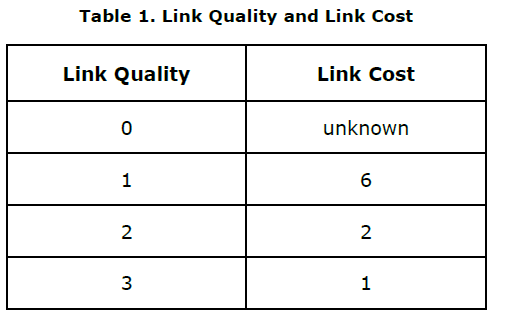 Table 1. Link Quality and Link Cost
Link Quality Link Cost
0 unknown
1 6
2 2
3 1